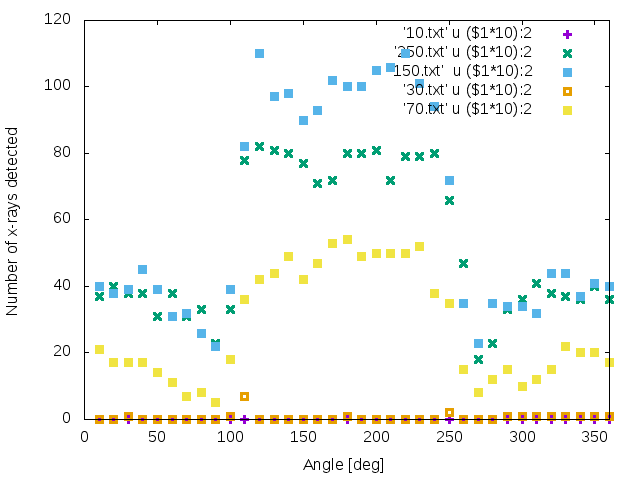 120
100
80
60
40
20
0
0 50 100 150 200 250 300 350
Number of x-rays detected
Angle [deg]
'10.txt' u ($1*10):2
'250.txt' u ($1*10):2
'150.txt' u ($1*10):2
'30.txt' u ($1*10):2
'70.txt' u ($1*10):2